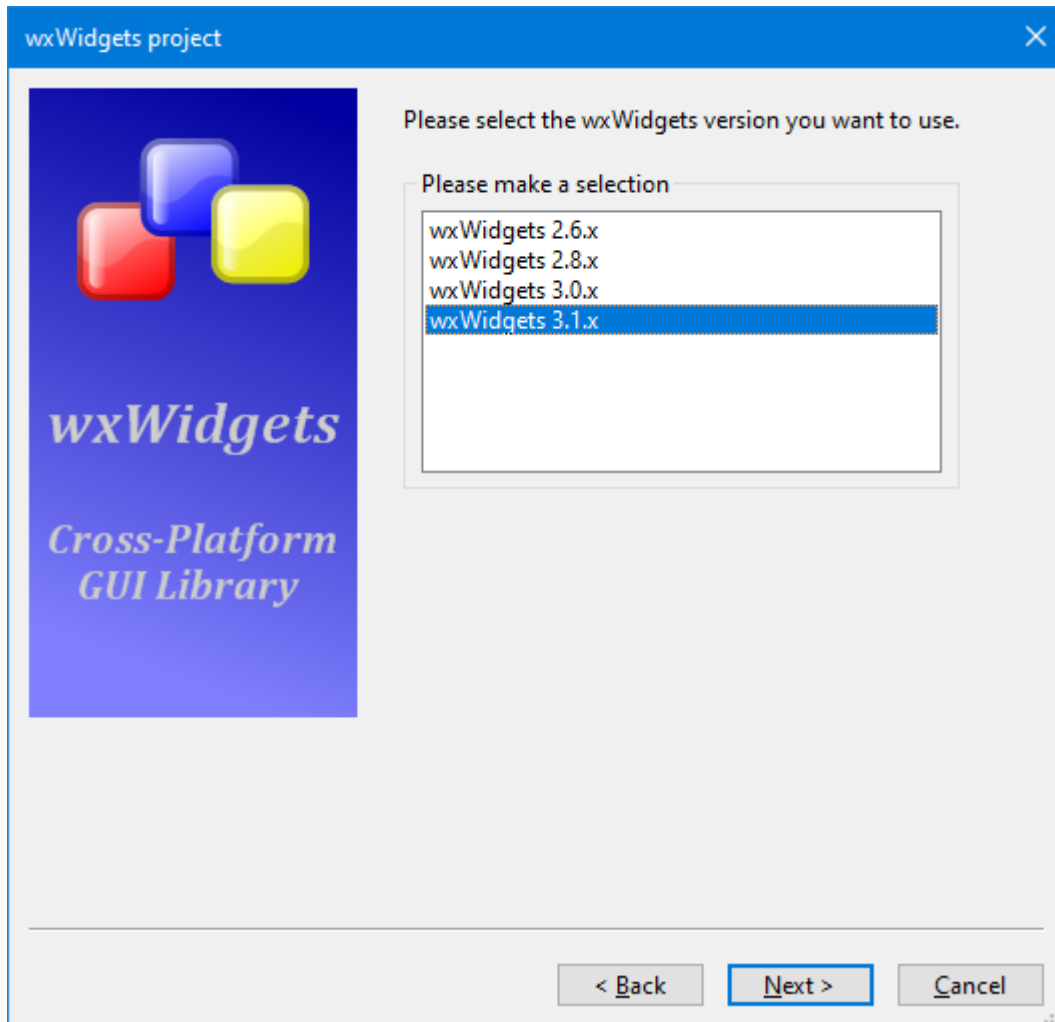 wxWidgets project
wxWidgets
Cross-Platform
GUI Library
Please select the wxWidgets version you want to use.
Please make a selection
wxWidgets 2.6.x
wxWidgets 2.8.x
wxWidgets 3.0.x
wxWidgets 3.1.x
< Back
Next >
Cancel